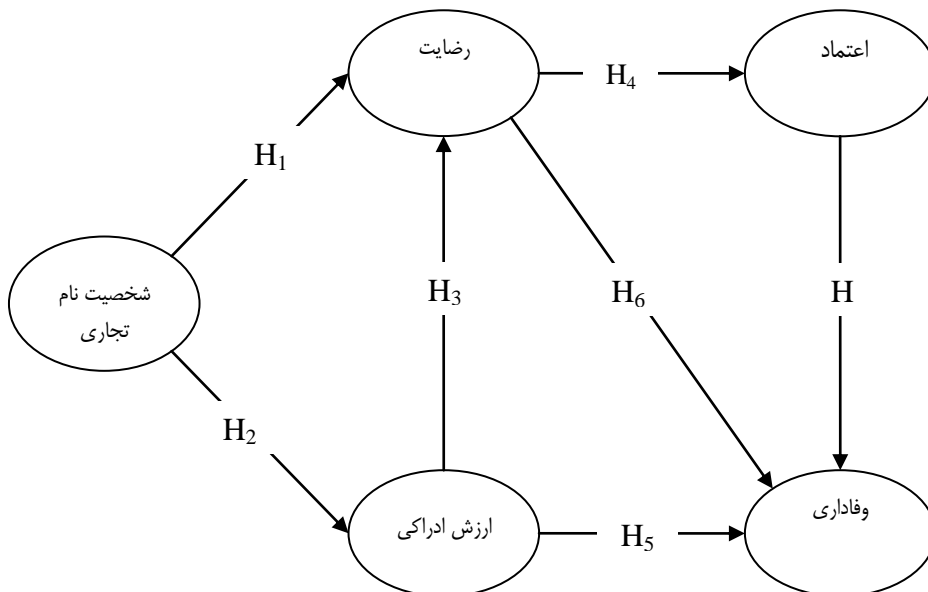 رضایت
اعتماد
H₄
H₁
شخصیت نام
تجاری
H₃
H₆
H
H₂
ارزش ادراکی
وفاداری
H₅